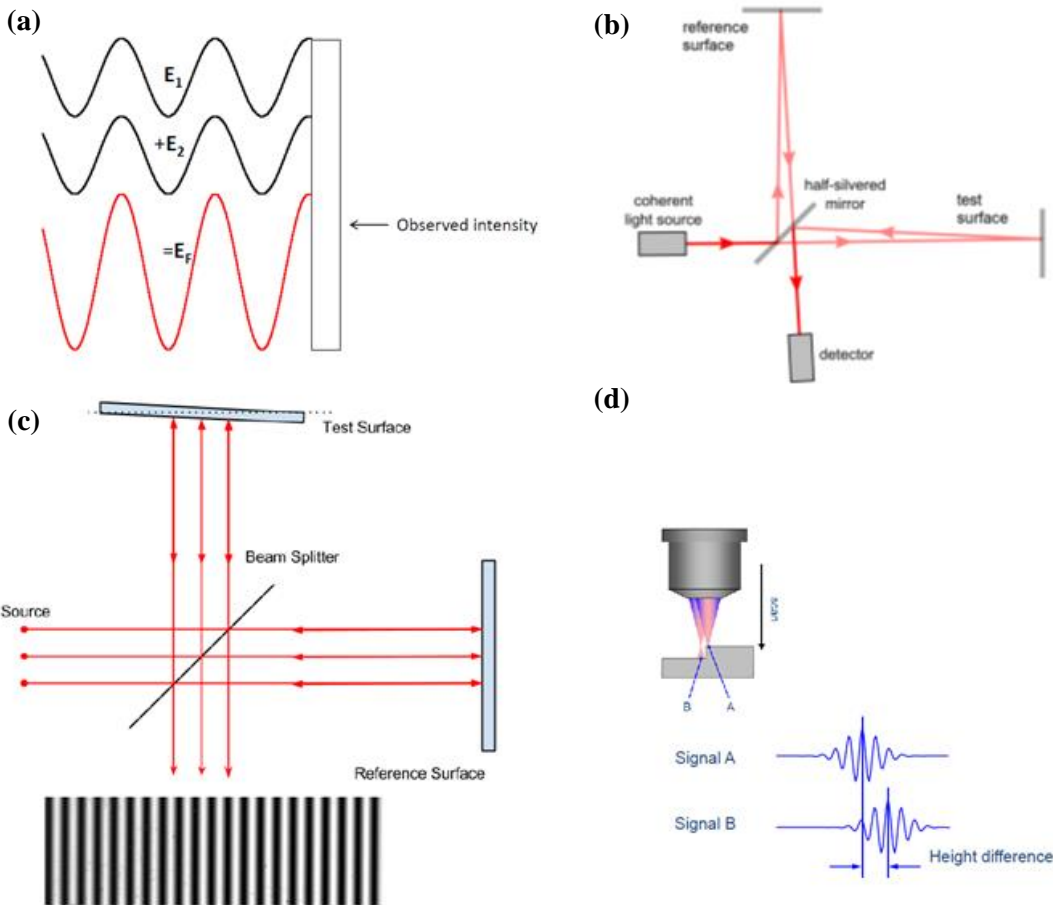 (a)
E1
+E2
=EF
Observed intensity
(b)
reference
surface
half-silvered
mirror
coherent
light source
test
surface
detector
(c)
Test Surface
Beam Splitter
Source
Reference Surface
(d)
scan
B A
Signal A
Signal B
Height difference